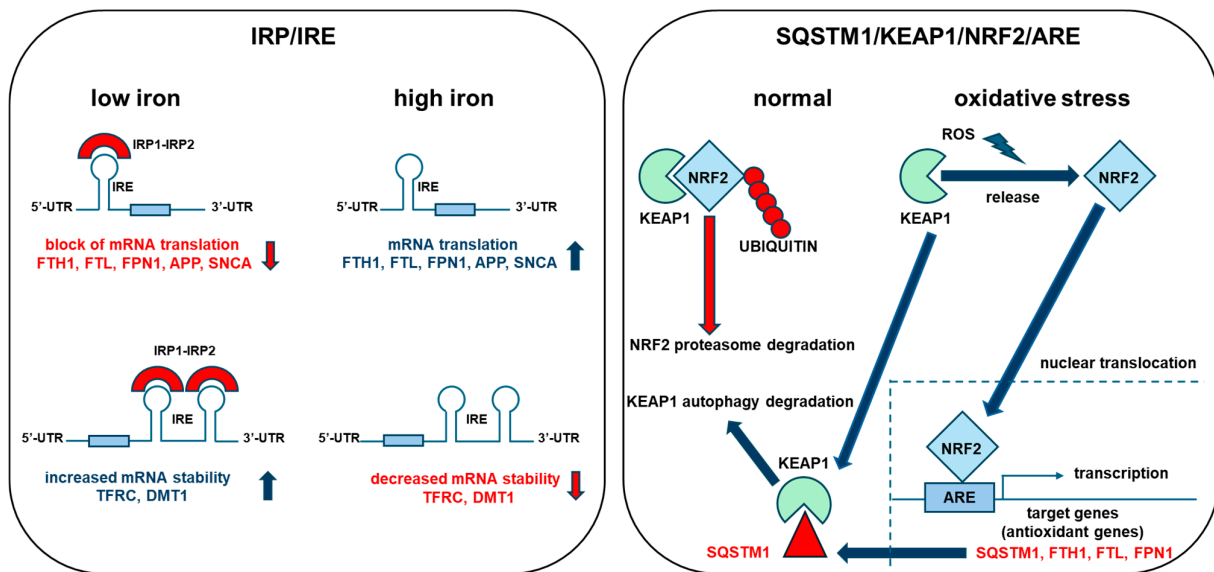 IRP/IRE
low iron
high iron
IRP1-IRP2
IRE
5'-UTR
3'-UTR
block of mRNA translation
FTH1, FTL, FPN1, APP, SNCA
IRE
5'-UTR
3'-UTR
mRNA translation
FTH1, FTL, FPN1, APP, SNCA
IRP1-IRP2
IRE
5'-UTR
3'-UTR
increased mRNA stability
TFRC, DMT1
IRE
5'-UTR
3'-UTR
decreased mRNA stability
TFRC, DMT1
SQSTM1/KEAP1/NRF2/ARE
normal
oxidative stress
NRF2
KEAP1
UBIQUITIN
NRF2 proteasome degradation
ROS
KEAP1
release
NRF2
nuclear translocation
KEAP1 autophagy degradation
KEAP1
SQSTM1
NRF2
ARE
transcription
target genes
(antioxidant genes)
SQSTM1, FTH1, FTL, FPN1